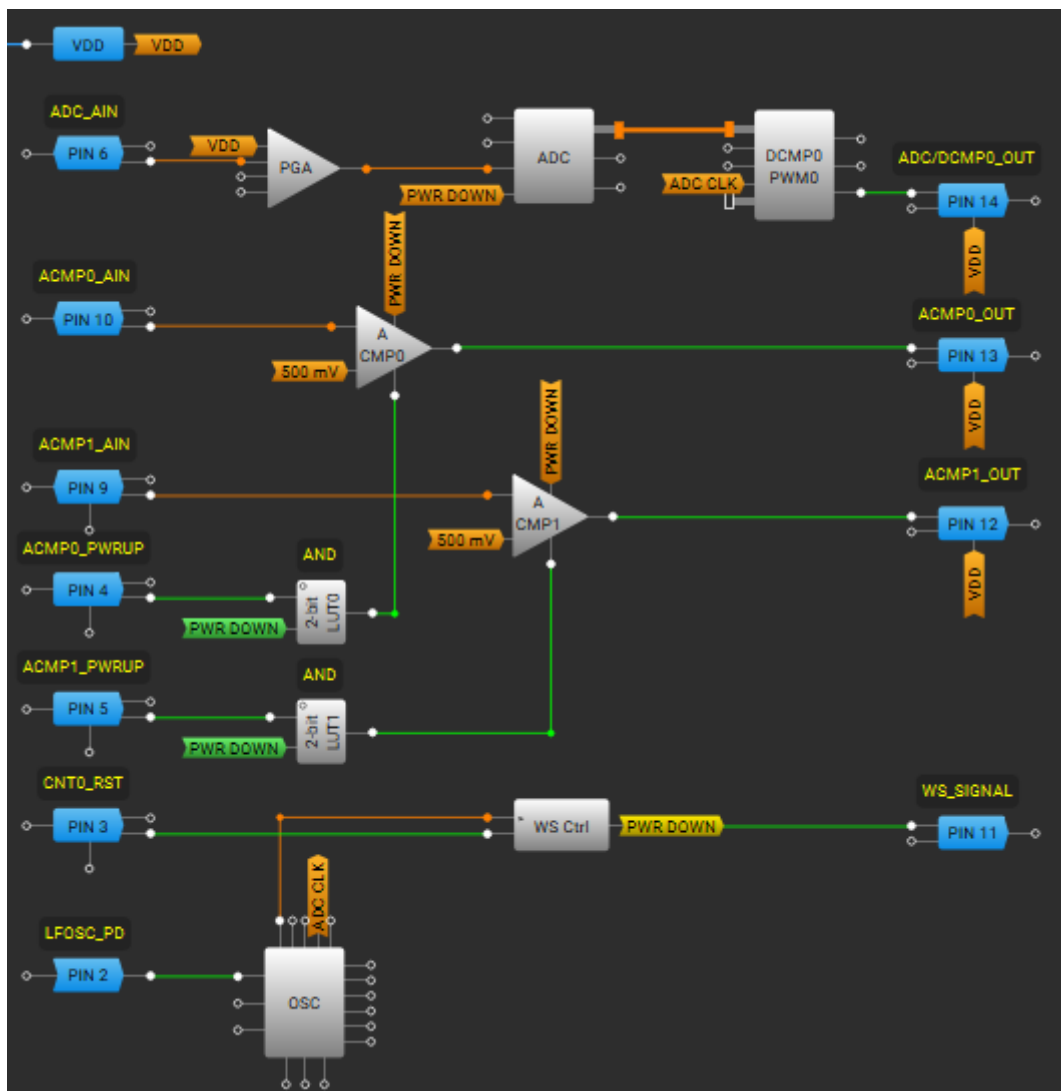 VDD VDD
ADC_AIN
PIN 6
VDD
PGA
ADC
PWR DOWN
DCMP0
PWM0
ADC CLK
ADC/DCMP0_OUT
PIN 14
VDD
PWR DOWN
ACMP0_AIN
PIN 10
A
CMP0
500 mV
ACMP0_OUT
PIN 13
VDD
PWR DOWN
ACMP1_AIN
PIN 9
A
CMP1
500 mV
ACMP1_OUT
PIN 12
VDD
ACMP0_PWRUP
PIN 4
AND
2-bit
LUT0
PWR DOWN
ACMP1_PWRUP
PIN 5
AND
2-bit
LUT1
PWR DOWN
CNT0_RST
PIN 3
WS Ctrl
PWR DOWN
WS_SIGNAL
PIN 11
ADC CLK
LFOSC_PD
PIN 2
OSC